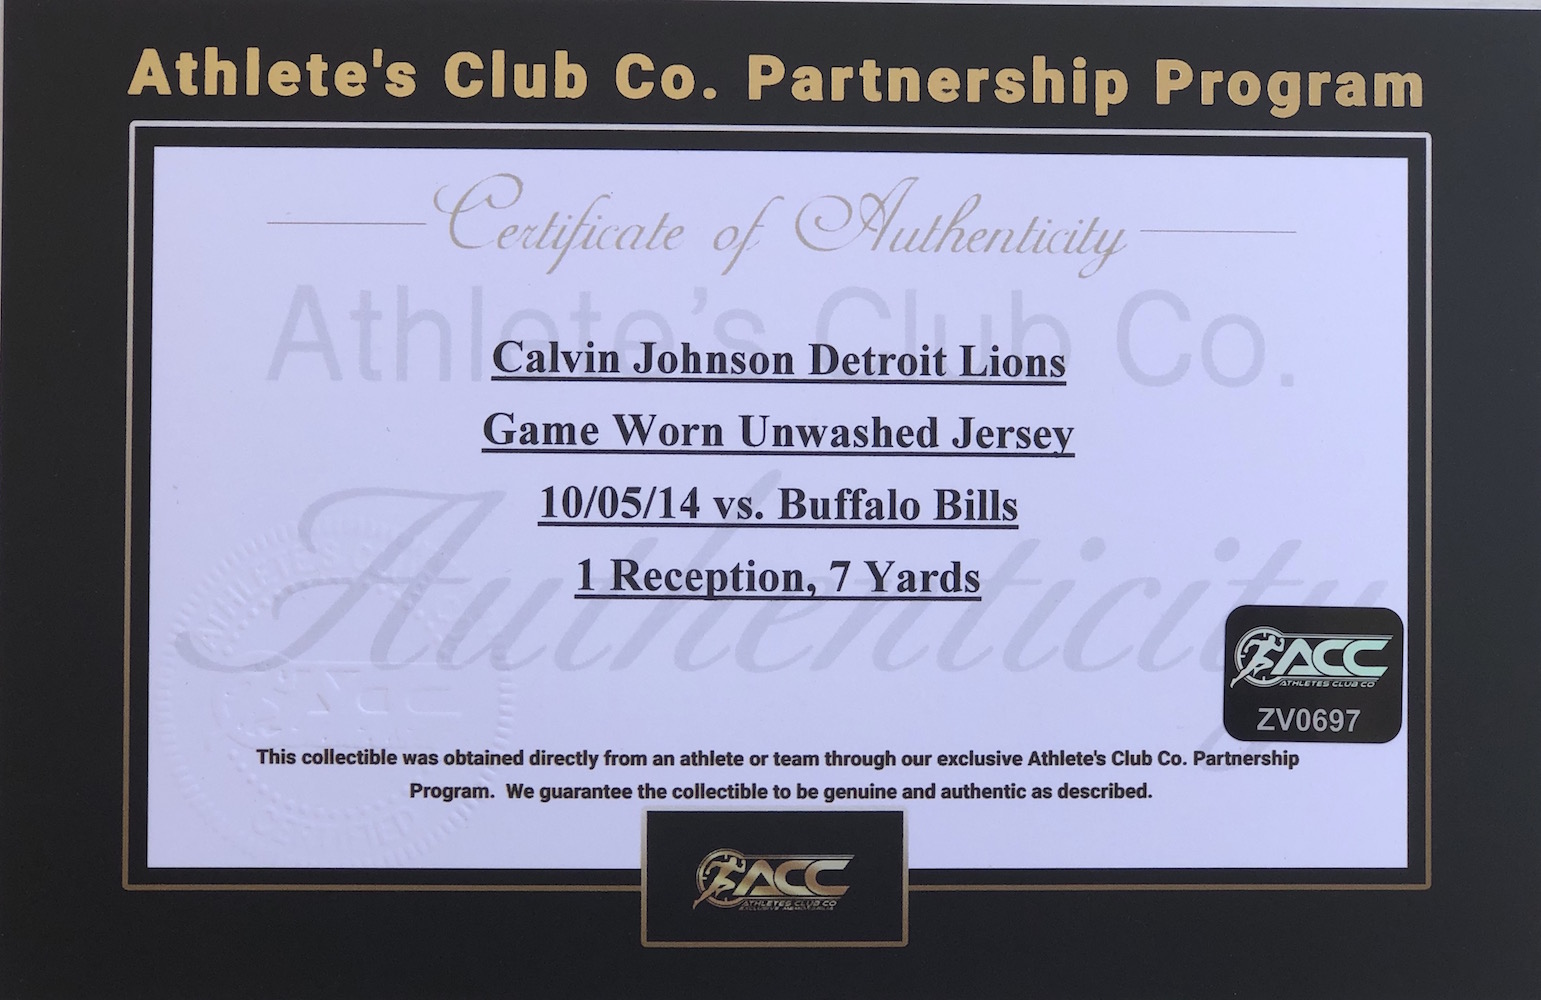 Athlete's Club Co. Partnership Program
Certificate of Authenticity
Athlete's Club Co.
Calvin Johnson Detroit Lions
Game Worn Unwashed Jersey
10/05/14 vs. Buffalo Bills
1 Reception, 7 Yards
Authenticity
ACC
ATHLETES CLUB CO
ZV0697
This collectible was obtained directly from an athlete or team through our exclusive Athlete's Club Co. Partnership
Program. We guarantee the collectible to be genuine and authentic as described.
ACC
ATHLETES CLUB CO